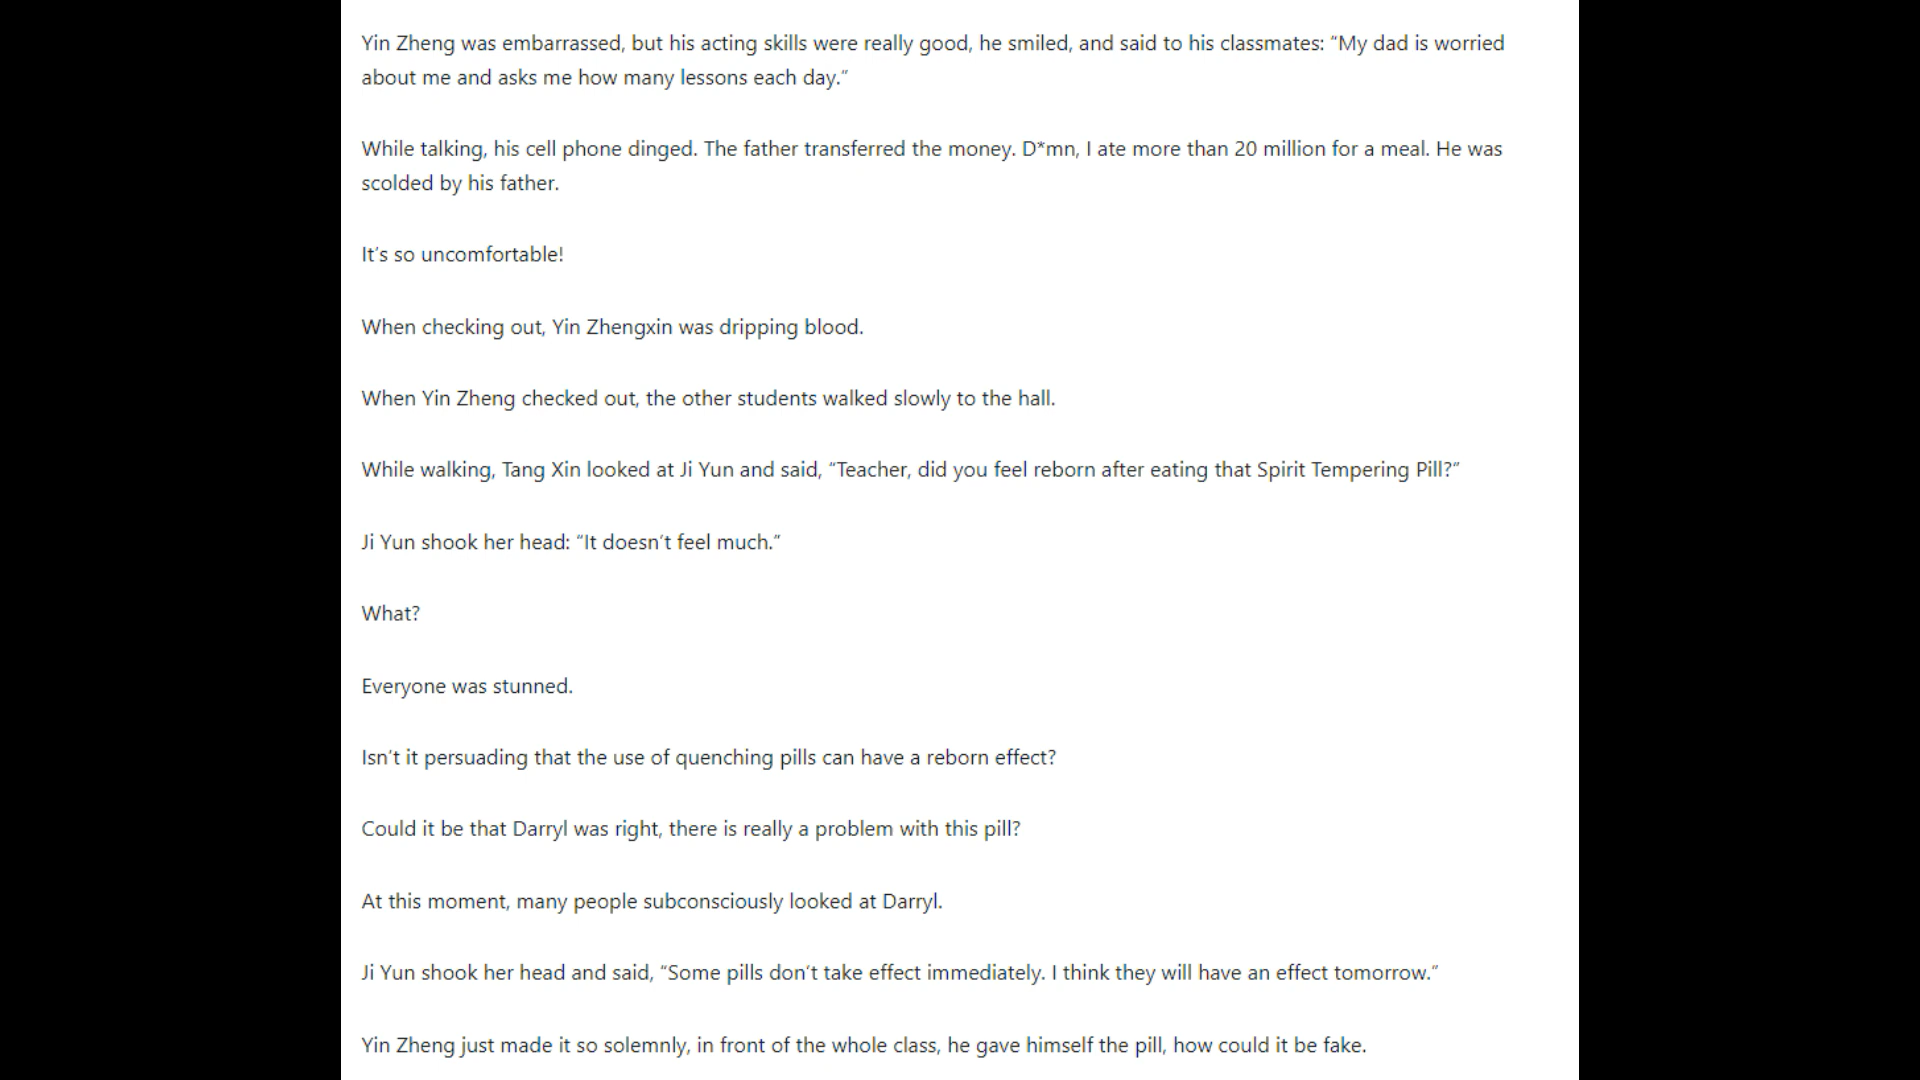 Yin Zheng was embarrassed, but his acting skills were really good, he smiled, and said to his classmates: “My dad is worried
about me and asks me how many lessons each day.”
While talking, his cell phone dinged. The father transferred the money. D*mn, I ate more than 20 million for a meal. He was
scolded by his father.
It’s so uncomfortable!
When checking out, Yin Zhengxin was dripping blood.
When Yin Zheng checked out, the other students walked slowly to the hall.
While walking, Tang Xin looked at Ji Yun and said, “Teacher, did you feel reborn after eating that Spirit Tempering Pill?”
Ji Yun shook her head: “It doesn’t feel much.”
What?
Everyone was stunned.
Isn’t it persuading that the use of quenching pills can have a reborn effect?
Could it be that Darryl was right, there is really a problem with this pill?
At this moment, many people subconsciously looked at Darryl.
Ji Yun shook her head and said, “Some pills don’t take effect immediately. I think they will have an effect tomorrow.”
Yin Zheng just made it so solemnly, in front of the whole class, he gave himself the pill, how could it be fake.